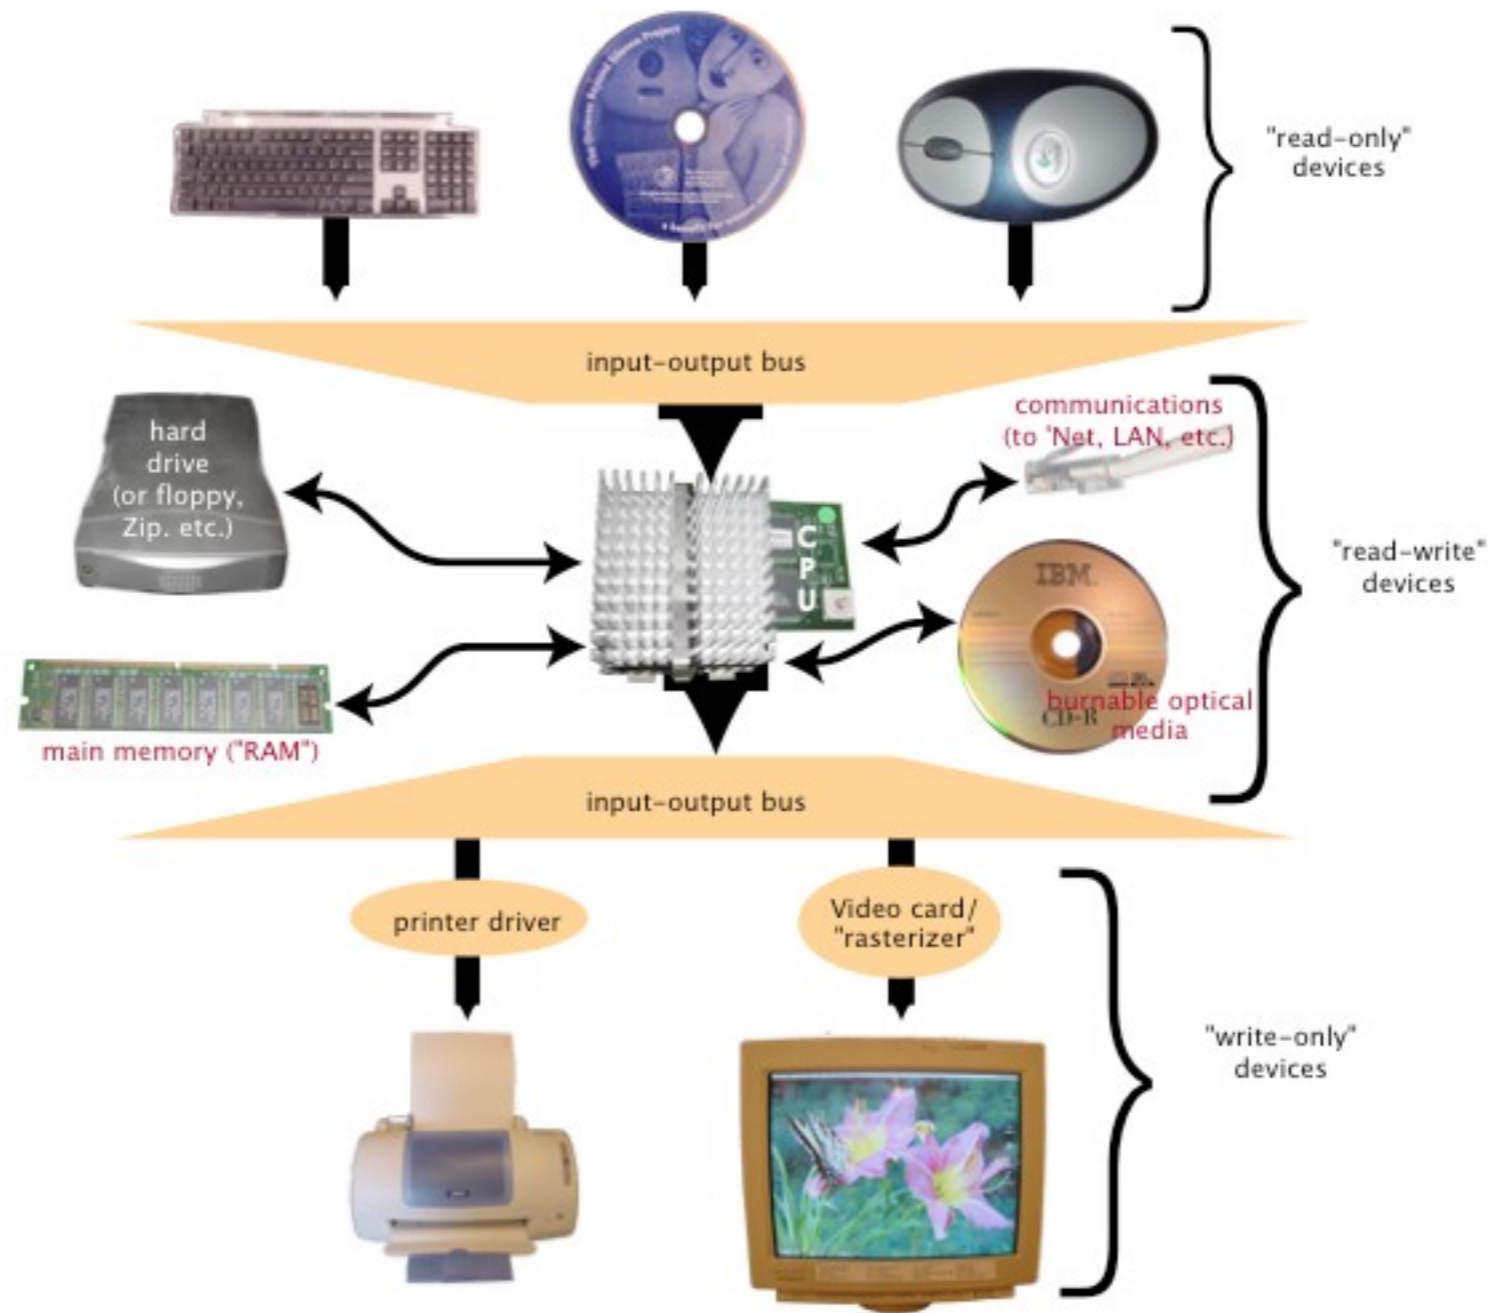 "read-only"
devices
input-output bus
communications
(to 'Net, LAN, etc.)
hard
drive
(or floppy,
Zip. etc.)
CPU
IBM.
"read-write"
devices
burnable optical
CD-R
media
main memory ("RAM")
input-output bus
printer driver
Video card/
"rasterizer"
"write-only"
devices